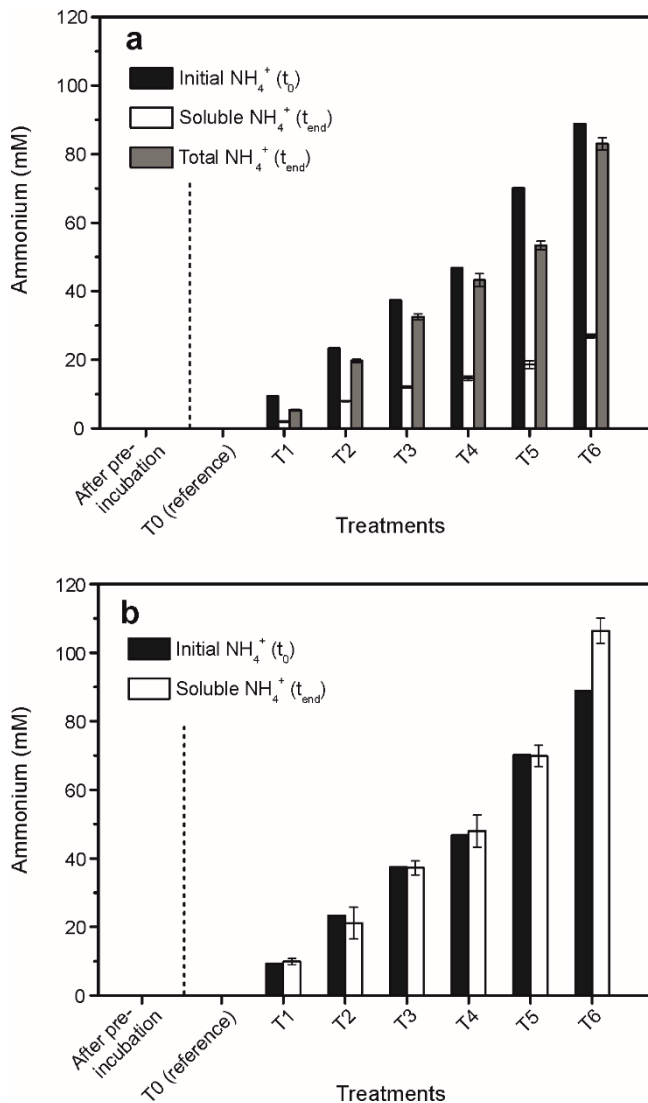 120
100
80
60
40
20
0
Ammonium (mM)
a
Initial NH₄⁺ (t₀)
Soluble NH₄⁺ (tend)
Total NH₄⁺ (tend)
After pre-
incubation
T0 (reference)
T1
T2
T3
T4
T5
T6
Treatments
120
100
80
60
40
20
0
Ammonium (mM)
b
Initial NH₄⁺ (t₀)
Soluble NH₄⁺ (tend)
After pre-
incubation
T0 (reference)
T1
T2
T3
T4
T5
T6
Treatments